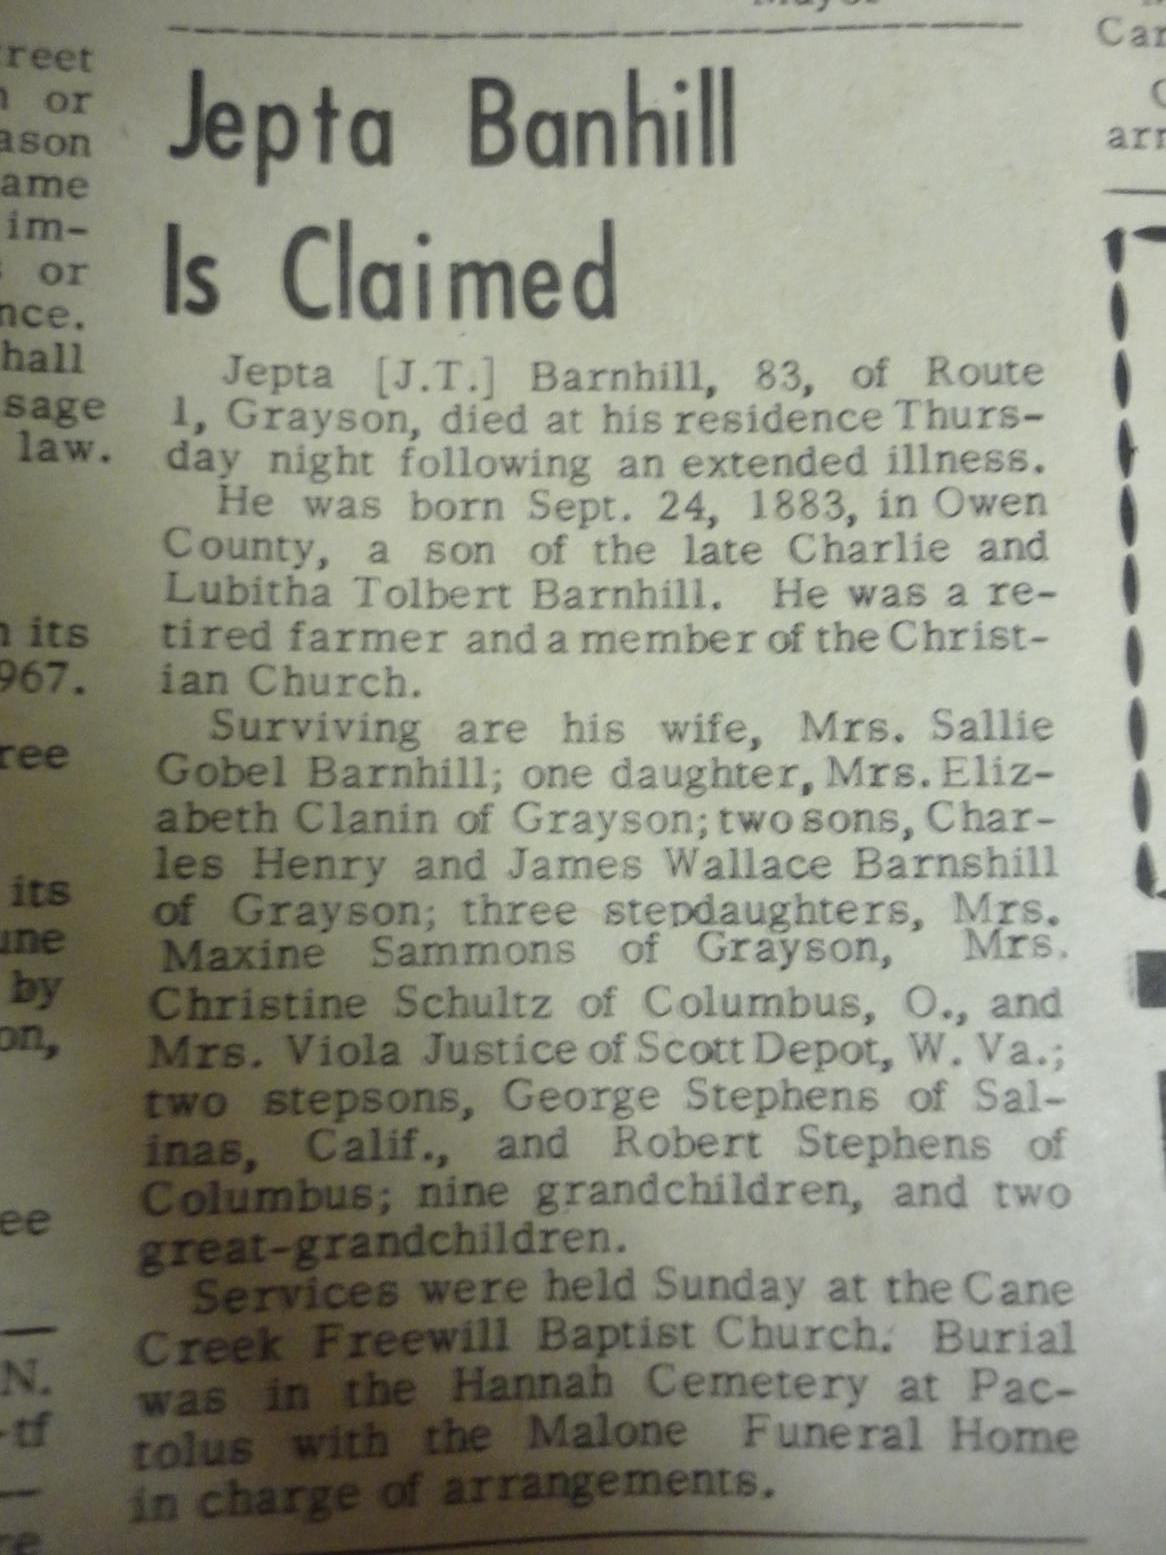 Jepta Banhill
Is Claimed
Jepta [J.T.] Barnhill, 83, of Route
1, Grayson, died at his residence Thurs-
day night following an extended illness.
He was born Sept. 24, 1883, in Owen
County, a son of the late Charlie and
Lubitha Tolbert Barnhill. He was a re-
tired farmer and a member of the Christ-
ian Church.
Surviving are his wife, Mrs. Sallie
Gobel Barnhill; one daughter, Mrs. Eliz-
abeth Clanin of Grayson; two sons, Char-
les Henry and James Wallace Barnshill
of Grayson; three stepdaughters, Mrs.
Maxine Sammons of Grayson, Mrs.
Christine Schultz of Columbus, O., and
Mrs. Viola Justice of Scott Depot, W. Va.;
two stepsons, George Stephens of Sal-
inas, Calif., and Robert Stephens of
Columbus; nine grandchildren, and two
great-grandchildren.
Services were held Sunday at the Cane
Creek Freewill Baptist Church. Burial
was in the Hannah Cemetery at Pac-
tolus with the Malone Funeral Home
in charge of arrangements.
or
im-
or
law.
its
its
by
N.